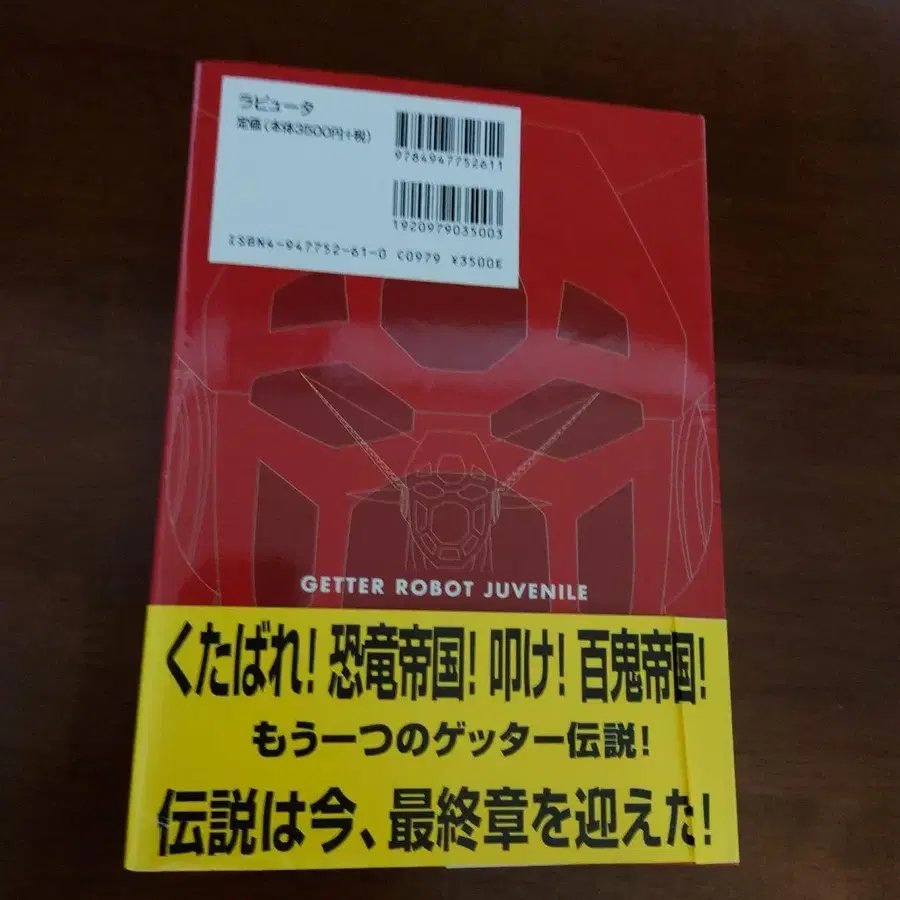 ラピュータ
定価(本体3500円+税)
9784947752611
1920979035003
ISBN4-947752-61-0 C0979 ¥3500E
GETTER ROBOT JUVENILE
くたばれ!恐竜帝国!叩け!百鬼帝国!
もう一つのゲッター伝説!
伝説は今、最終章を迎えた!